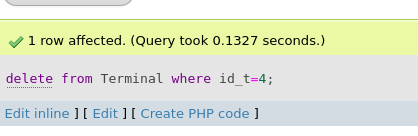 1 row affected. (Query took 0.1327 seconds.)
delete from Terminal where id_t=4;
Edit inline ] [ Edit ] [ Create PHP code ]